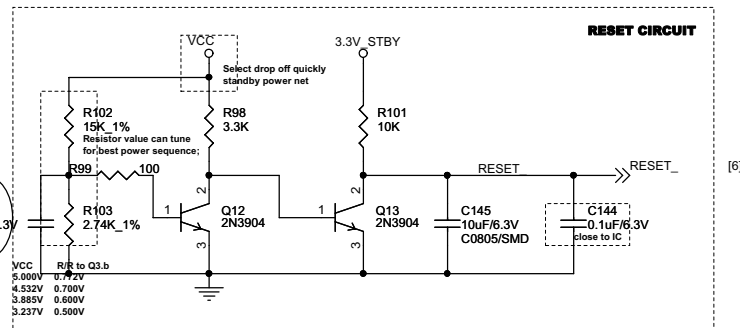 RESET CIRCUIT
VCC
3.3V_STBY
Select drop off quickly
standby power net
R102
15K_1%
R98
3.3K
R101
10K
Resistor value can tune
for best power sequence;
R99
100
RESET_
RESET_
[6]
1
2
Q12
2N3904
3
1
2
Q13
2N3904
3
R103
2.74K_1%
C145
10uF/6.3V
C0805/SMD
C144
0.1uF/6.3V
close to IC
.3V
VCC R/R to Q3.b
5.000V 0.772V
4.532V 0.700V
3.885V 0.600V
3.237V 0.500V